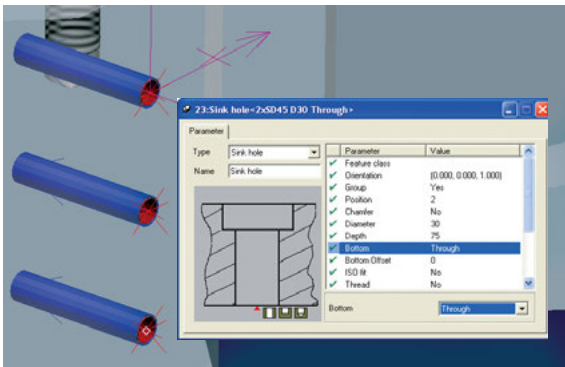 23:Sink hole<2xSD45 D30 Through>
Parameter
Type Sink hole
Name Sink hole
Parameter Value
Feature class
Orientation (0.000, 0.000, 1.000)
Group Yes
Position 2
Chamfer No
Diameter 30
Depth 75
Bottom Through
Bottom Offset 0
ISO fit No
Thread No
Bottom Through